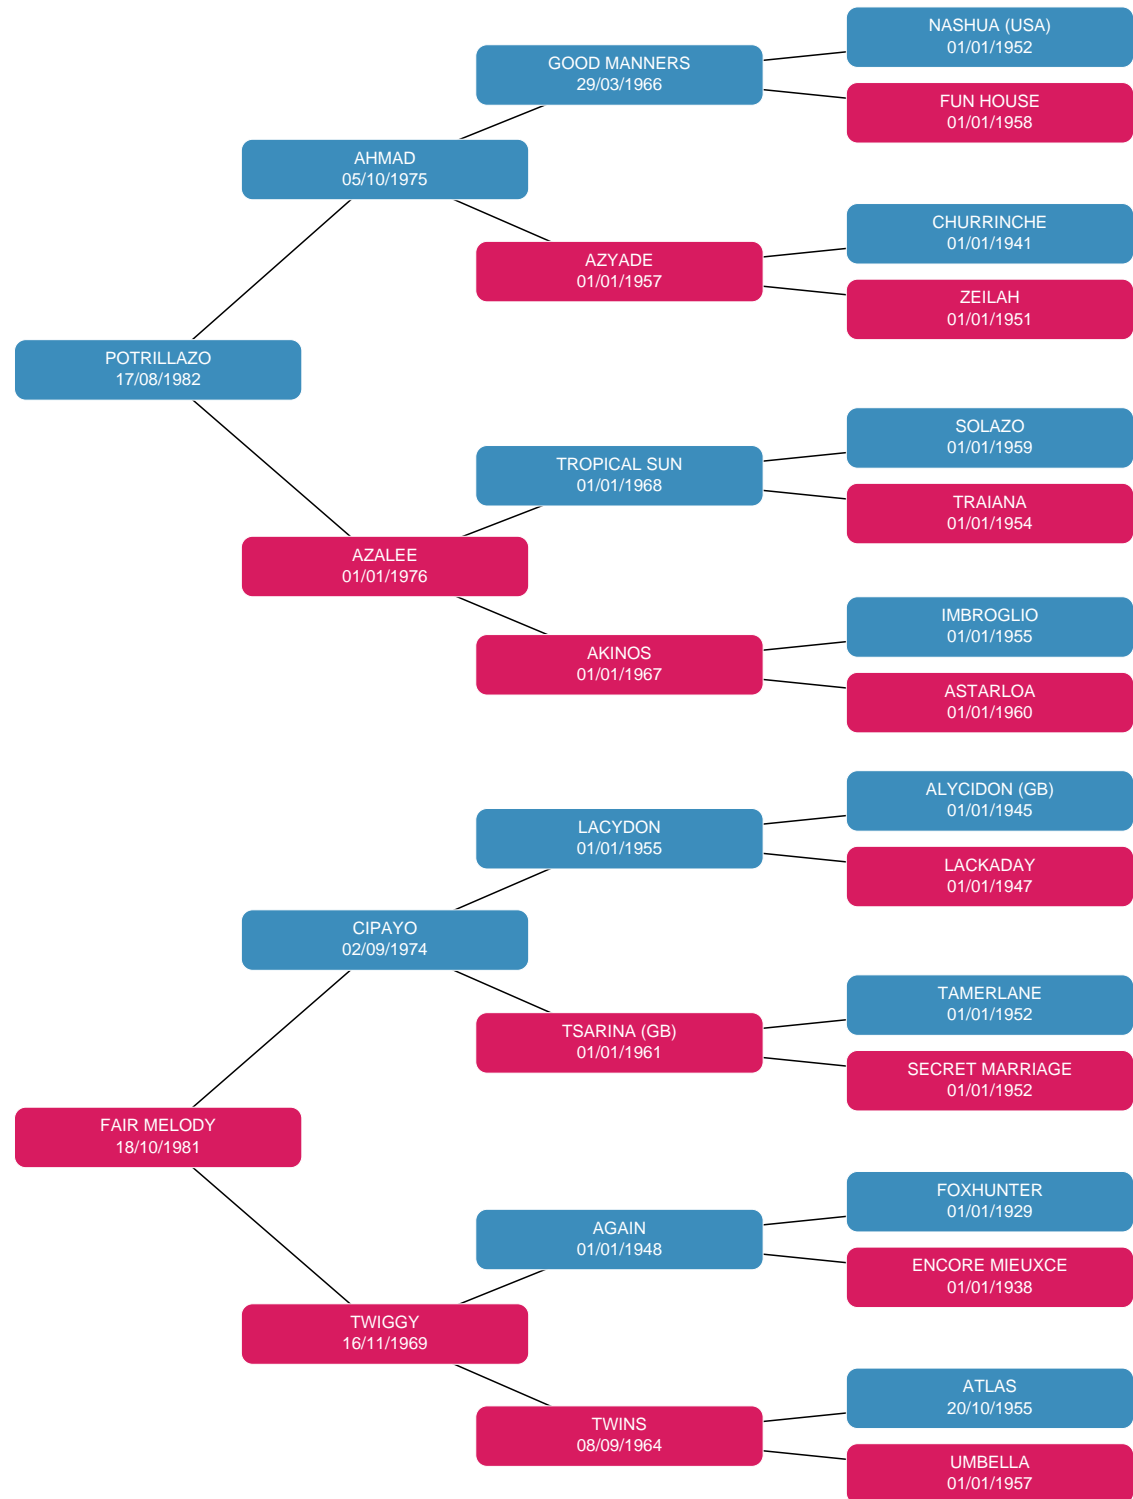 NASHUA (USA)
01/01/1952
GOOD MANNERS
29/03/1966
FUN HOUSE
01/01/1958
AHMAD
05/10/1975
CHURRINCHE
01/01/1941
AZYADE
01/01/1957
ZEILAH
01/01/1951
POTRILLAZO
17/08/1982
SOLAZO
01/01/1959
TROPICAL SUN
01/01/1968
TRAIANA
01/01/1954
AZALEE
01/01/1976
IMBROGLIO
01/01/1955
AKINOS
01/01/1967
ASTARLOA
01/01/1960
ALYCIDON (GB)
01/01/1945
LACYDON
01/01/1955
LACKADAY
01/01/1947
CIPAYO
02/09/1974
TAMERLANE
01/01/1952
TSARINA (GB)
01/01/1961
SECRET MARRIAGE
01/01/1952
FAIR MELODY
18/10/1981
FOXHUNTER
01/01/1929
AGAIN
01/01/1948
ENCORE MIEUXCE
01/01/1938
TWIGGY
16/11/1969
ATLAS
20/10/1955
TWINS
08/09/1964
UMBELLA
01/01/1957